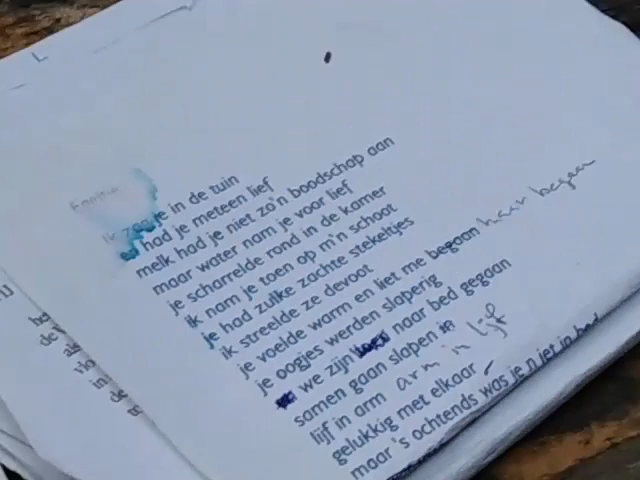 ik zag je in de tuin
en had je meteen lief
melk had je niet zo'n boodschap aan
maar water nam je voor lief
je scharrelde rond in de kamer
ik nam je toen op m'n schoot
je had zulke zachte stekeltjes
ik streelde ze devoot
je voelde warm en liet me begaan haar begaan
je oogjes werden slaperig
we zijn naar bed gegaan
samen gaan slapen in
lijf in arm arm in lijf
gelukkig met elkaar
maar 's ochtends was je n